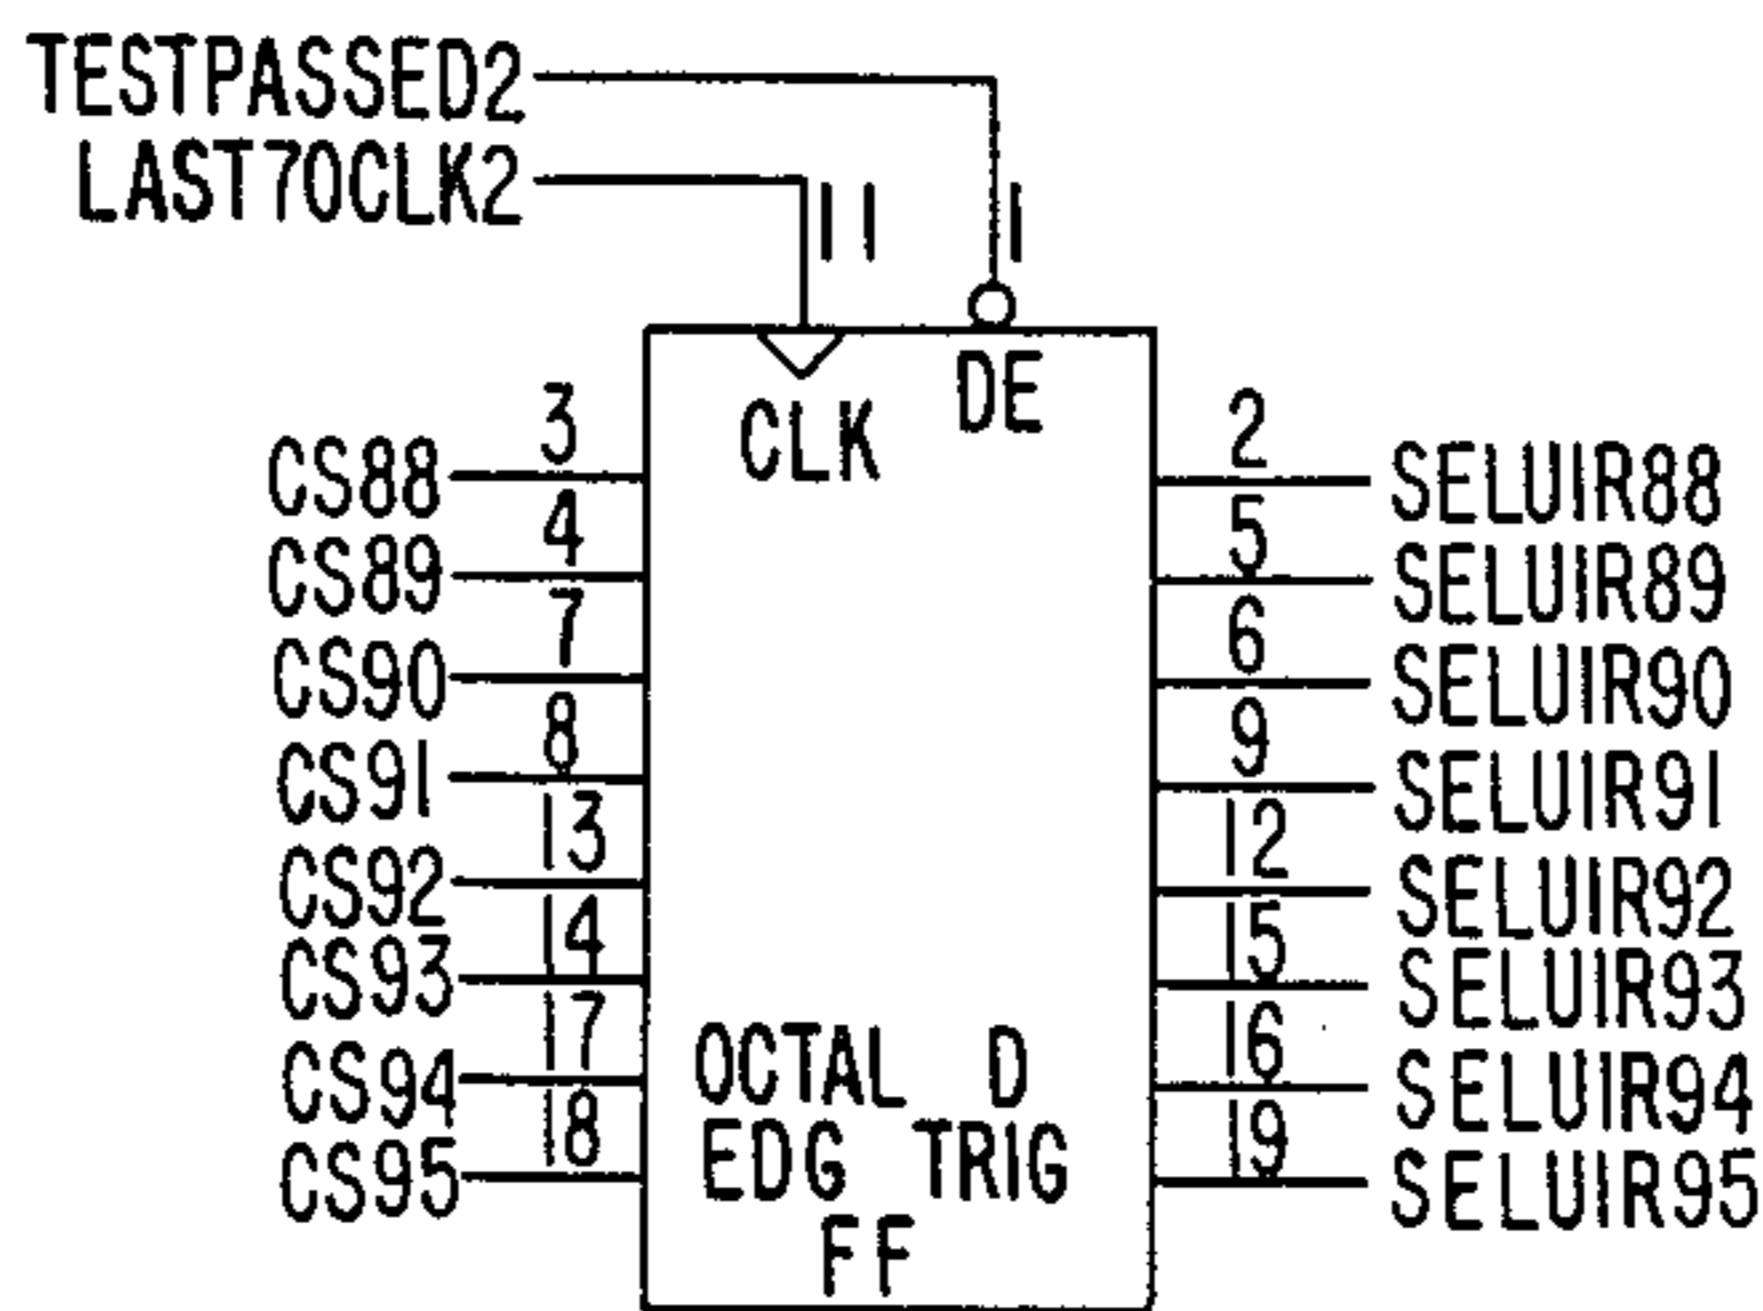 TESTPASSED2
LAST70CLK2
11 1
CLK DE
3 2
CS88 SELUIR88
4 5
CS89 SELUIR89
7 6
CS90 SELUIR90
8 9
CS91 SELUIR91
13 12
CS92 SELUIR92
14 15
CS93 SELUIR93
17 16
CS94 SELUIR94
18 19
CS95 SELUIR95
OCTAL D
EDG TRIG
FF